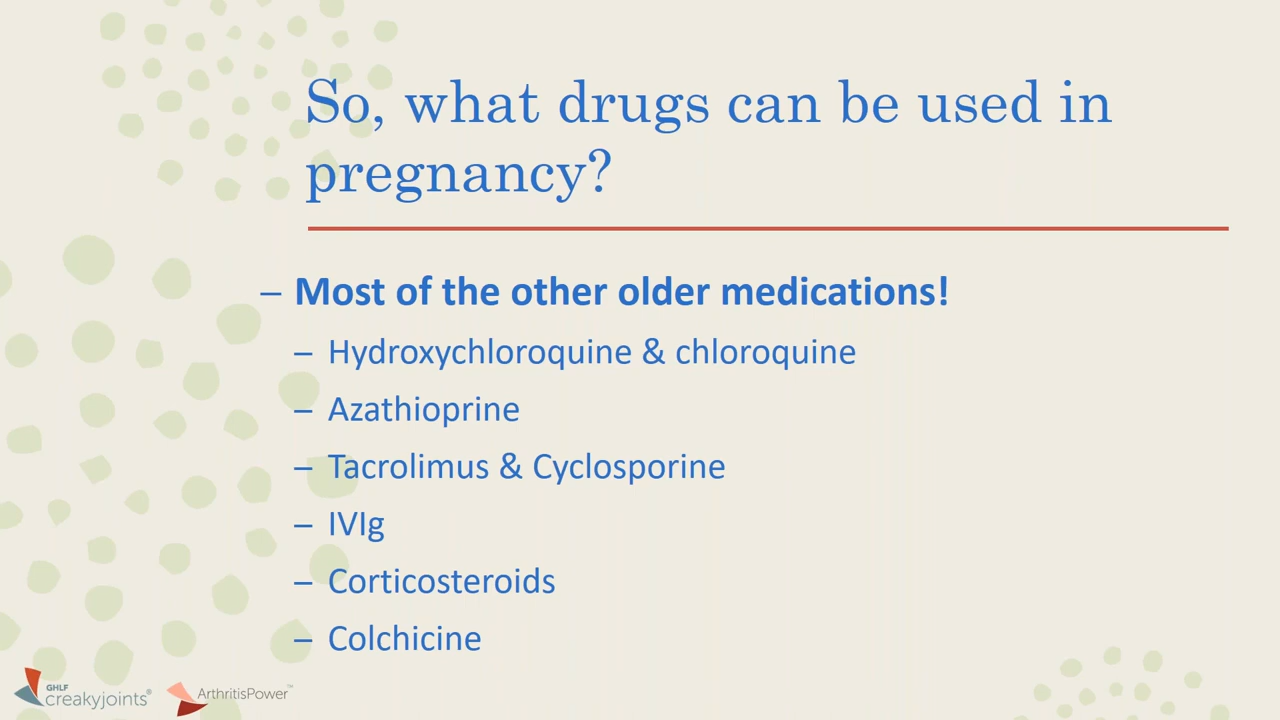 So, what drugs can be used in
pregnancy?
– Most of the other older medications!
– Hydroxychloroquine & chloroquine
– Azathioprine
– Tacrolimus & Cyclosporine
– IVIg
– Corticosteroids
– Colchicine
GHLF
creakyjoints®
ArthritisPower™